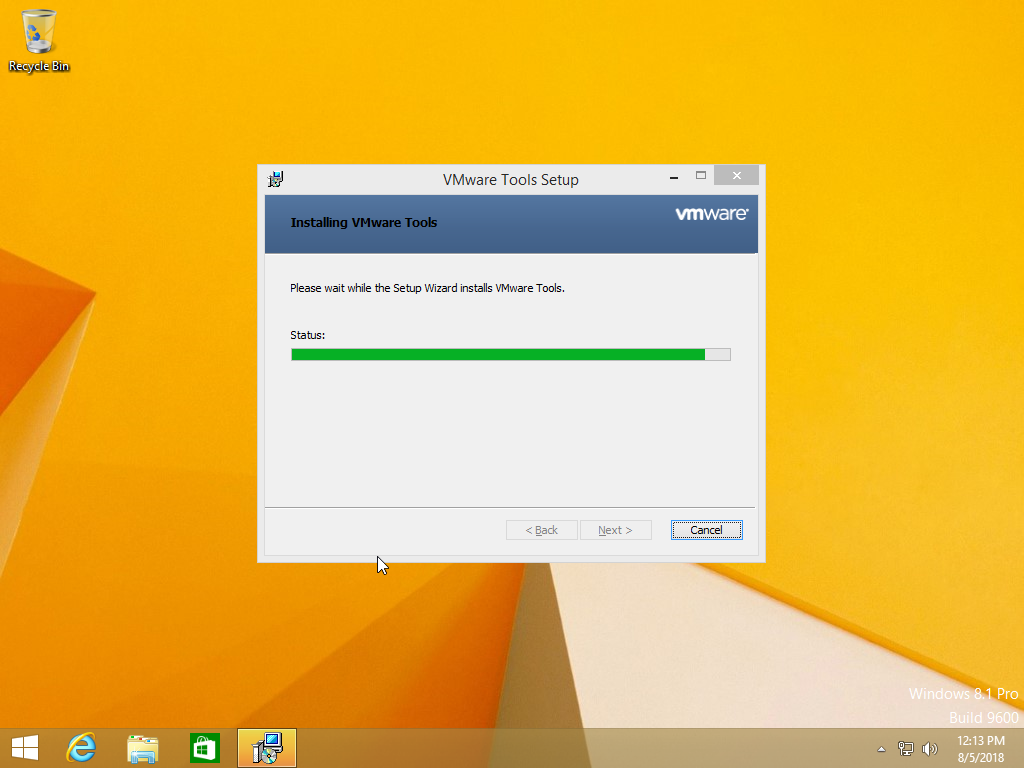 Recycle Bin
VMware Tools Setup
Installing VMware Tools
vmware®
Please wait while the Setup Wizard installs VMware Tools.
Status:
< Back
Next >
Cancel
Windows 8.1 Pro
Build 9600
12:13 PM
8/5/2018